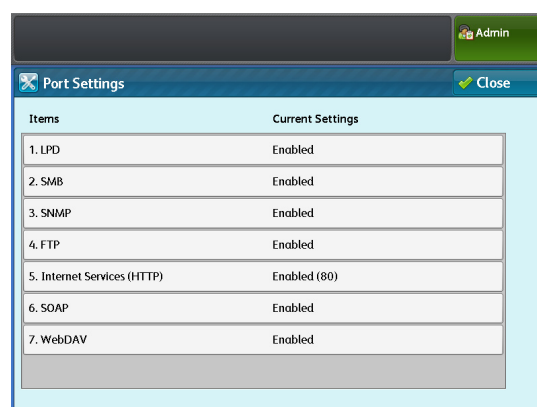 Admin
Port Settings
Close
Items Current Settings
1. LPD Enabled
2. SMB Enabled
3. SNMP Enabled
4. FTP Enabled
5. Internet Services (HTTP) Enabled (80)
6. SOAP Enabled
7. WebDAV Enabled